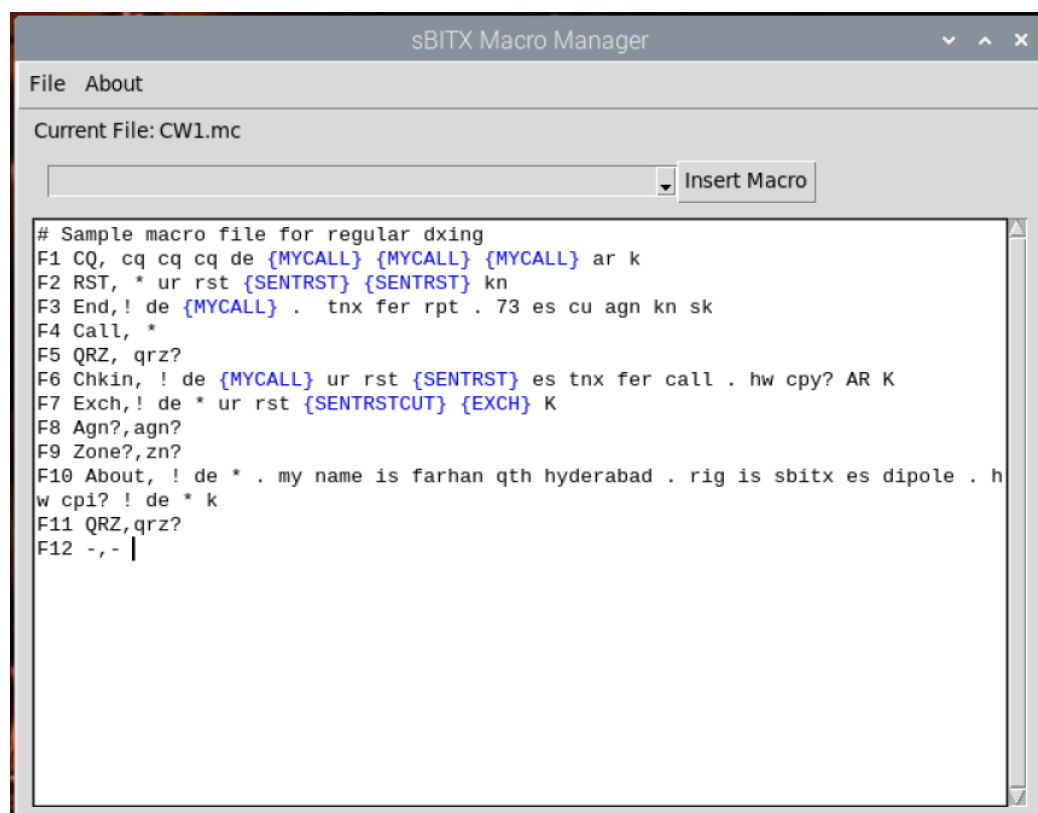 sBITX Macro Manager
File About
Current File: CW1.mc
Insert Macro
# Sample macro file for regular dxing
F1 CQ, cq cq cq de {MYCALL} {MYCALL} {MYCALL} ar k
F2 RST, * ur rst {SENTRST} {SENTRST} kn
F3 End,! de {MYCALL} .  tnx fer rpt . 73 es cu agn kn sk
F4 Call, *
F5 QRZ, qrz?
F6 Chkin, ! de {MYCALL} ur rst {SENTRST} es tnx fer call . hw cpy? AR K
F7 Exch,! de * ur rst {SENTRSTCUT} {EXCH} K
F8 Agn?,agn?
F9 Zone?,zn?
F10 About, ! de * . my name is farhan qth hyderabad . rig is sbitx es dipole . h
w cpi? ! de * k
F11 QRZ,qrz?
F12 -,-